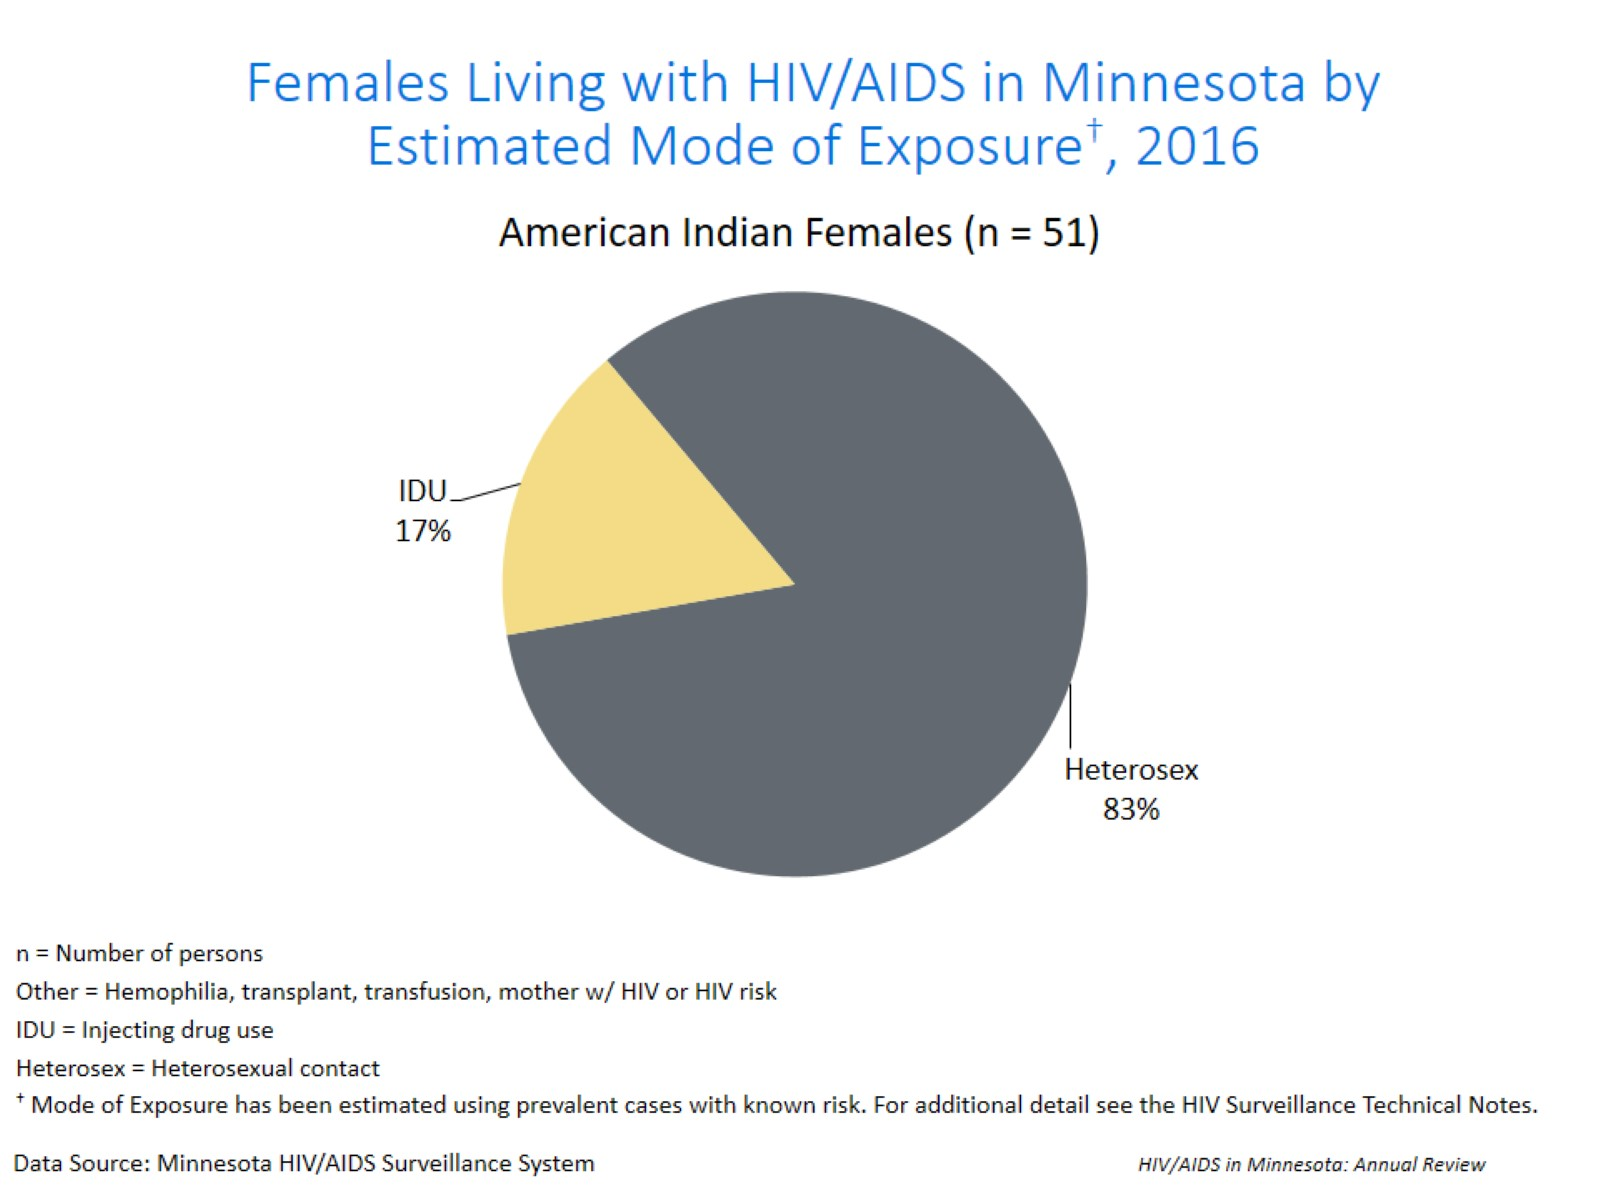 Females Living with HIV/AIDS in Minnesota by
Estimated Mode of Exposure†, 2016
American Indian Females (n = 51)
IDU
17%
Heterosex
83%
n = Number of persons
Other = Hemophilia, transplant, transfusion, mother w/ HIV or HIV risk
IDU = Injecting drug use
Heterosex = Heterosexual contact
† Mode of Exposure has been estimated using prevalent cases with known risk. For additional detail see the HIV Surveillance Technical Notes.
Data Source: Minnesota HIV/AIDS Surveillance System
HIV/AIDS in Minnesota: Annual Review